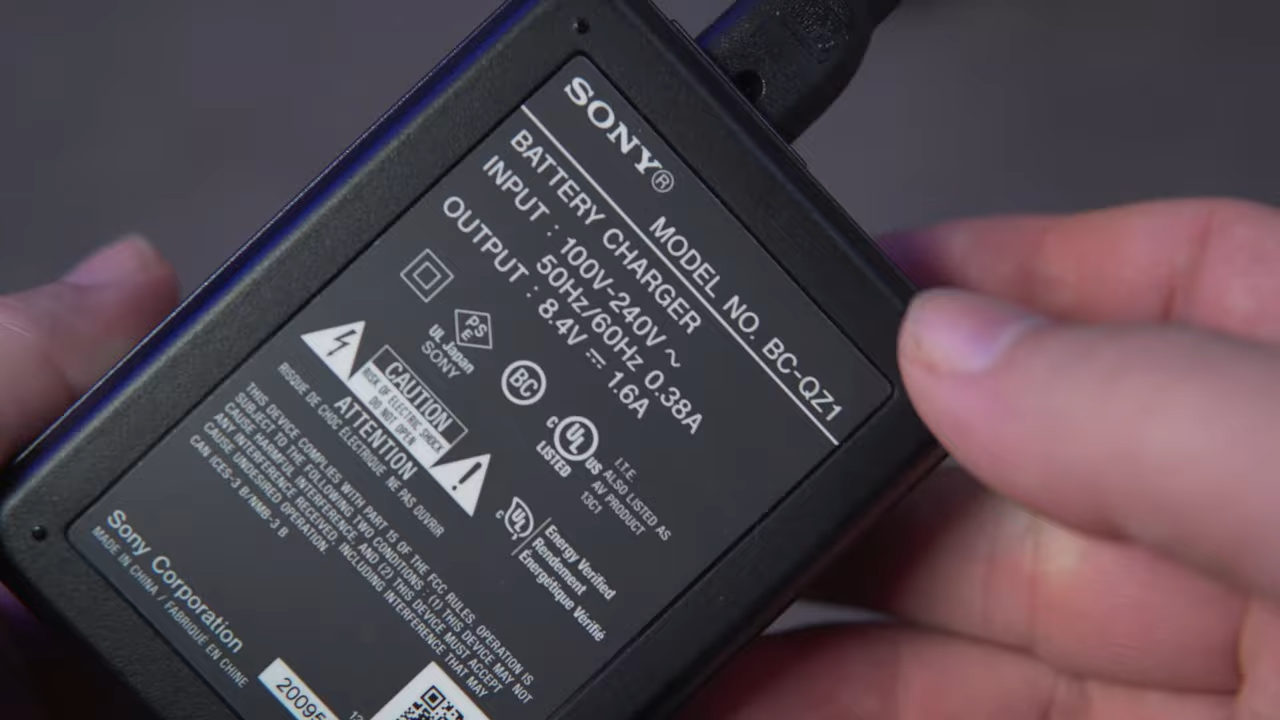 SONY®
MODEL NO. BC-QZ1
BATTERY CHARGER
INPUT : 100V-240V ~
50Hz/60Hz 0.38A
OUTPUT : 8.4V ⎓ 1.6A
PS
E
UL Japan
SONY
BC
c UL US
LISTED
I.T.E.
ALSO LISTED AS
AV PRODUCT
13C1
CAUTION
RISK OF ELECTRIC SHOCK
DO NOT OPEN
ATTENTION
RISQUE DE CHOC ÉLECTRIQUE NE PAS OUVRIR
c UL
Energy Verified
Rendement
Énergétique Vérifié
THIS DEVICE COMPLIES WITH PART 15 OF THE FCC RULES. OPERATION IS
SUBJECT TO THE FOLLOWING TWO CONDITIONS : (1) THIS DEVICE MAY NOT
CAUSE HARMFUL INTERFERENCE, AND (2) THIS DEVICE MUST ACCEPT
ANY INTERFERENCE RECEIVED, INCLUDING INTERFERENCE THAT MAY
CAUSE UNDESIRED OPERATION.
CAN ICES-3 B/NMB-3 B
Sony Corporation
MADE IN CHINA / FABRIQUÉ EN CHINE